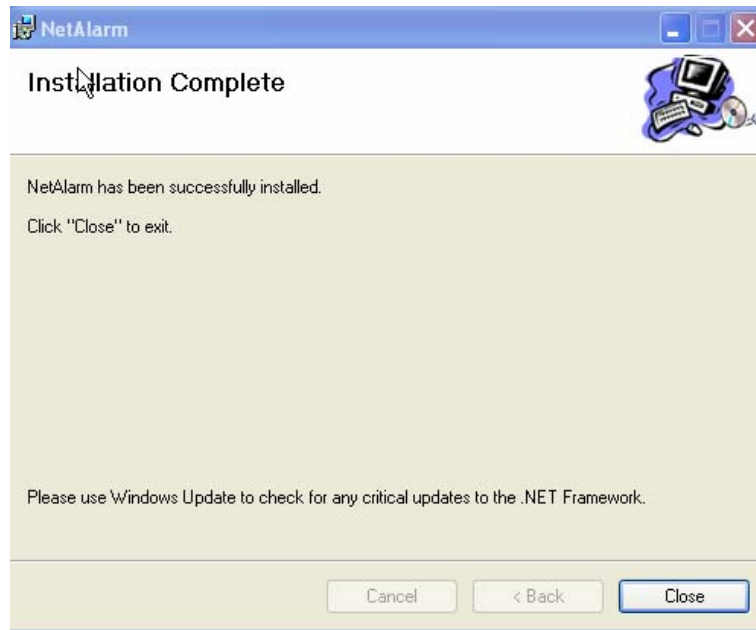 NetAlarm
Installation Complete
NetAlarm has been successfully installed.
Click "Close" to exit.
Please use Windows Update to check for any critical updates to the .NET Framework.
Cancel
< Back
Close